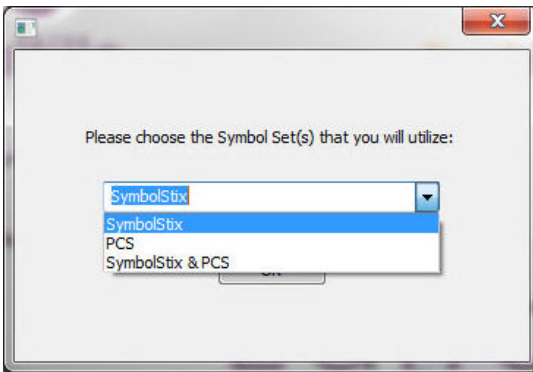 Please choose the Symbol Set(s) that you will utilize:
SymbolStix
SymbolStix
PCS
SymbolStix & PCS